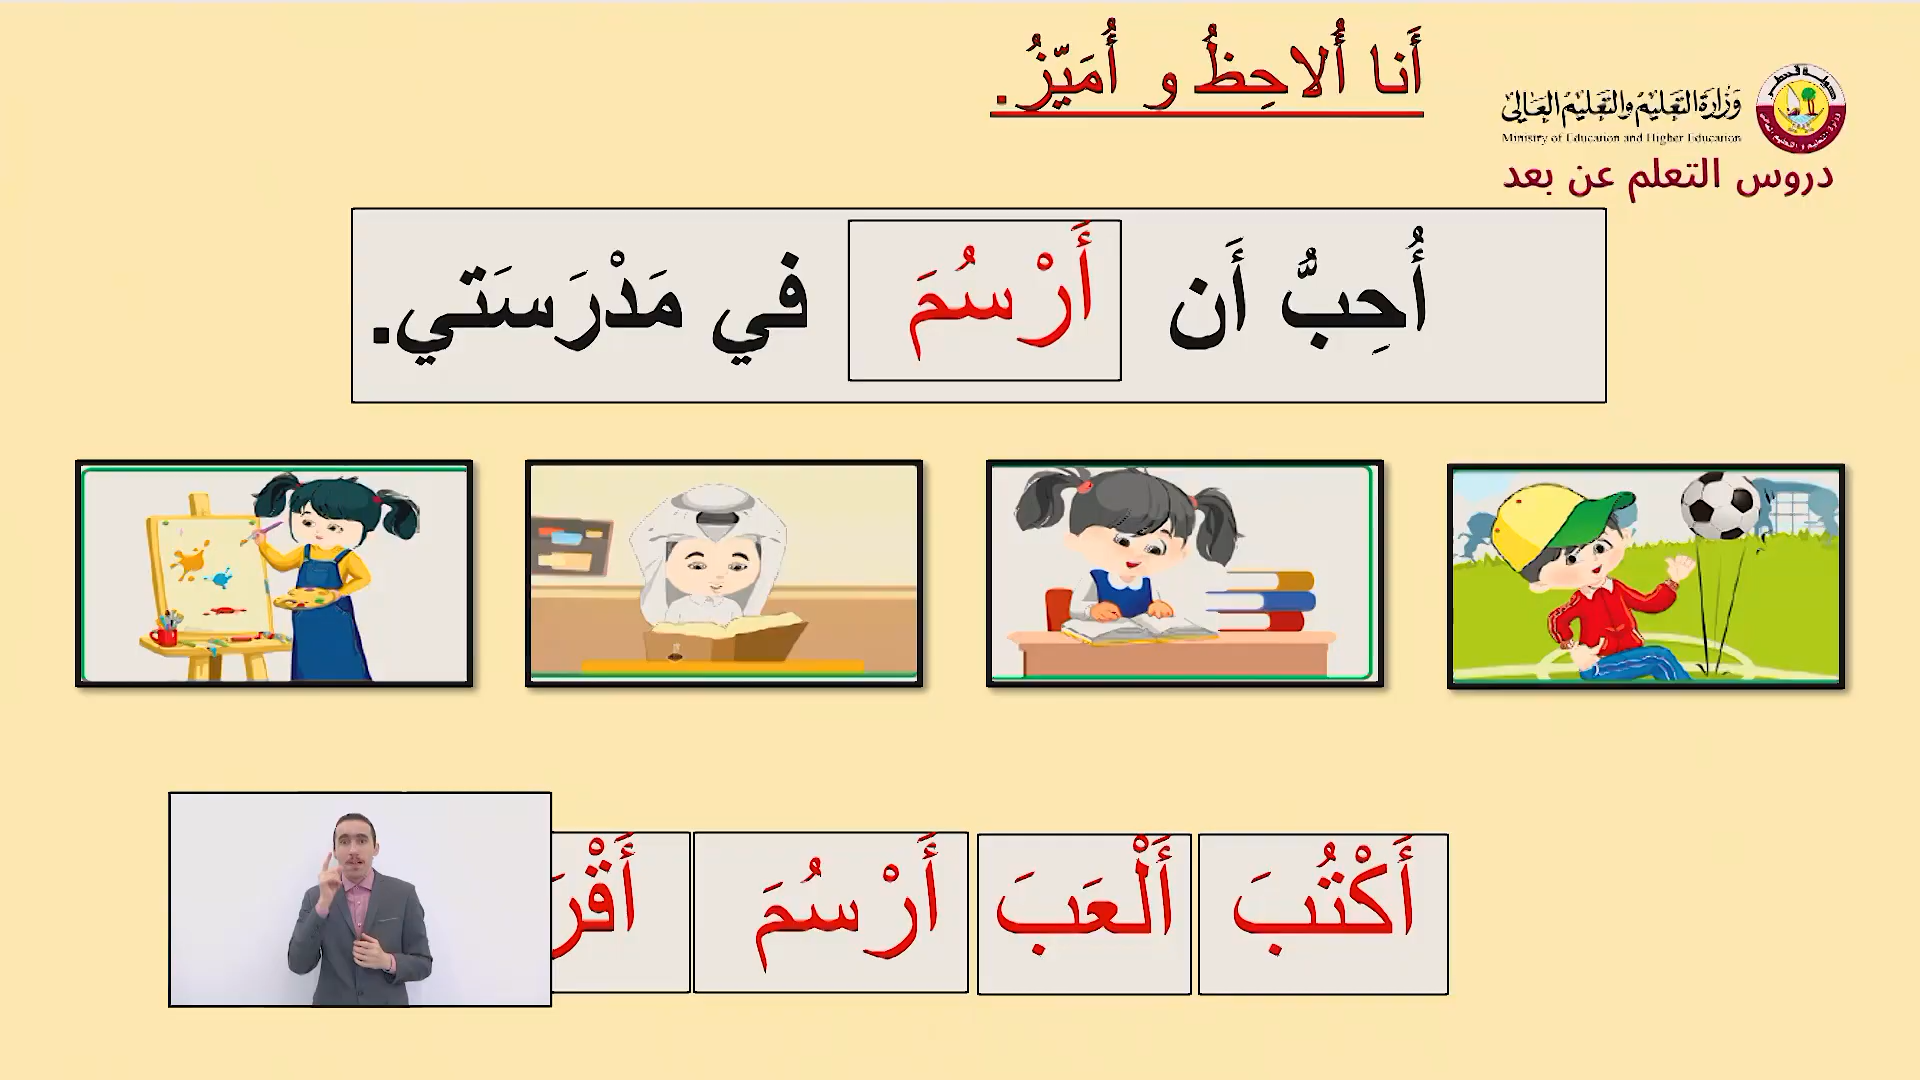 أَنا أُلاحِظُ و أُمَيّزُ.
وزارة التعليم والتعليم العالي
Ministry of Education and Higher Education
دروس التعلم عن بعد
أُحِبُّ أَن أَرْسُمَ في مَدْرَسَتي.
أَكْتُبَ أَلْعَبَ أَرْسُمَ